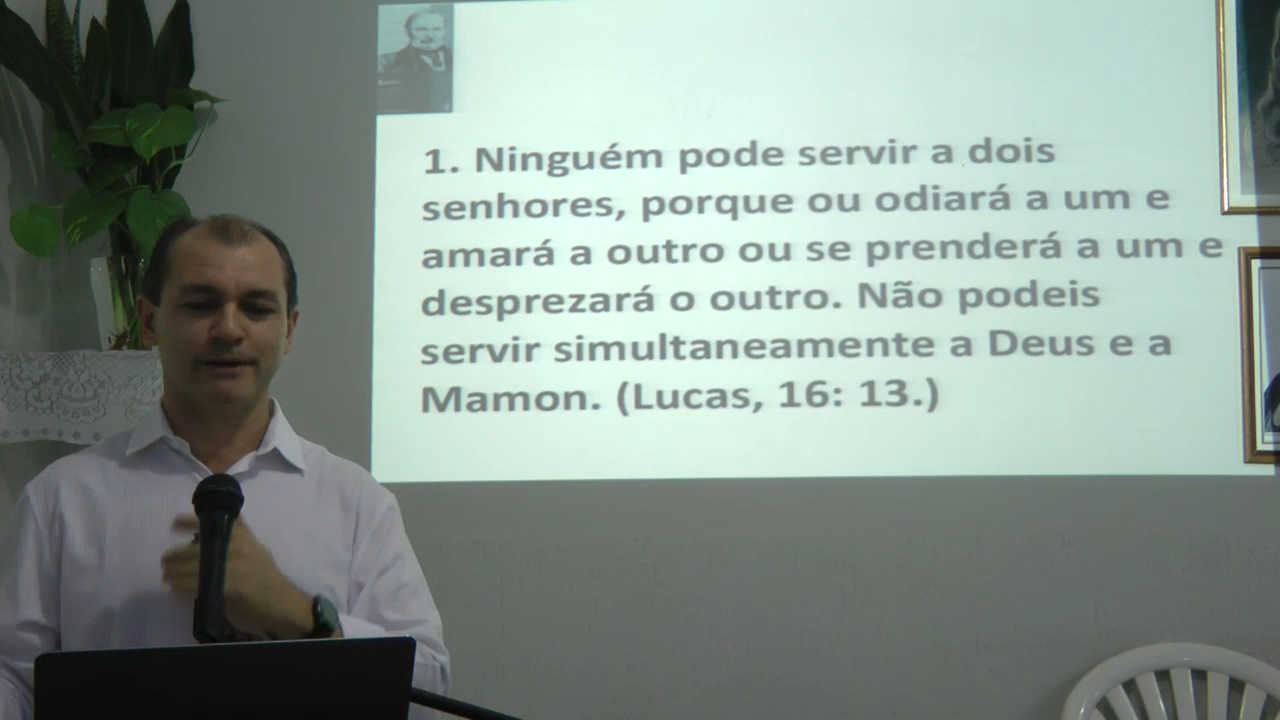 1. Ninguém pode servir a dois
senhores, porque ou odiará a um e
amará a outro ou se prenderá a um e
desprezará o outro. Não podeis
servir simultaneamente a Deus e a
Mamon. (Lucas, 16: 13.)